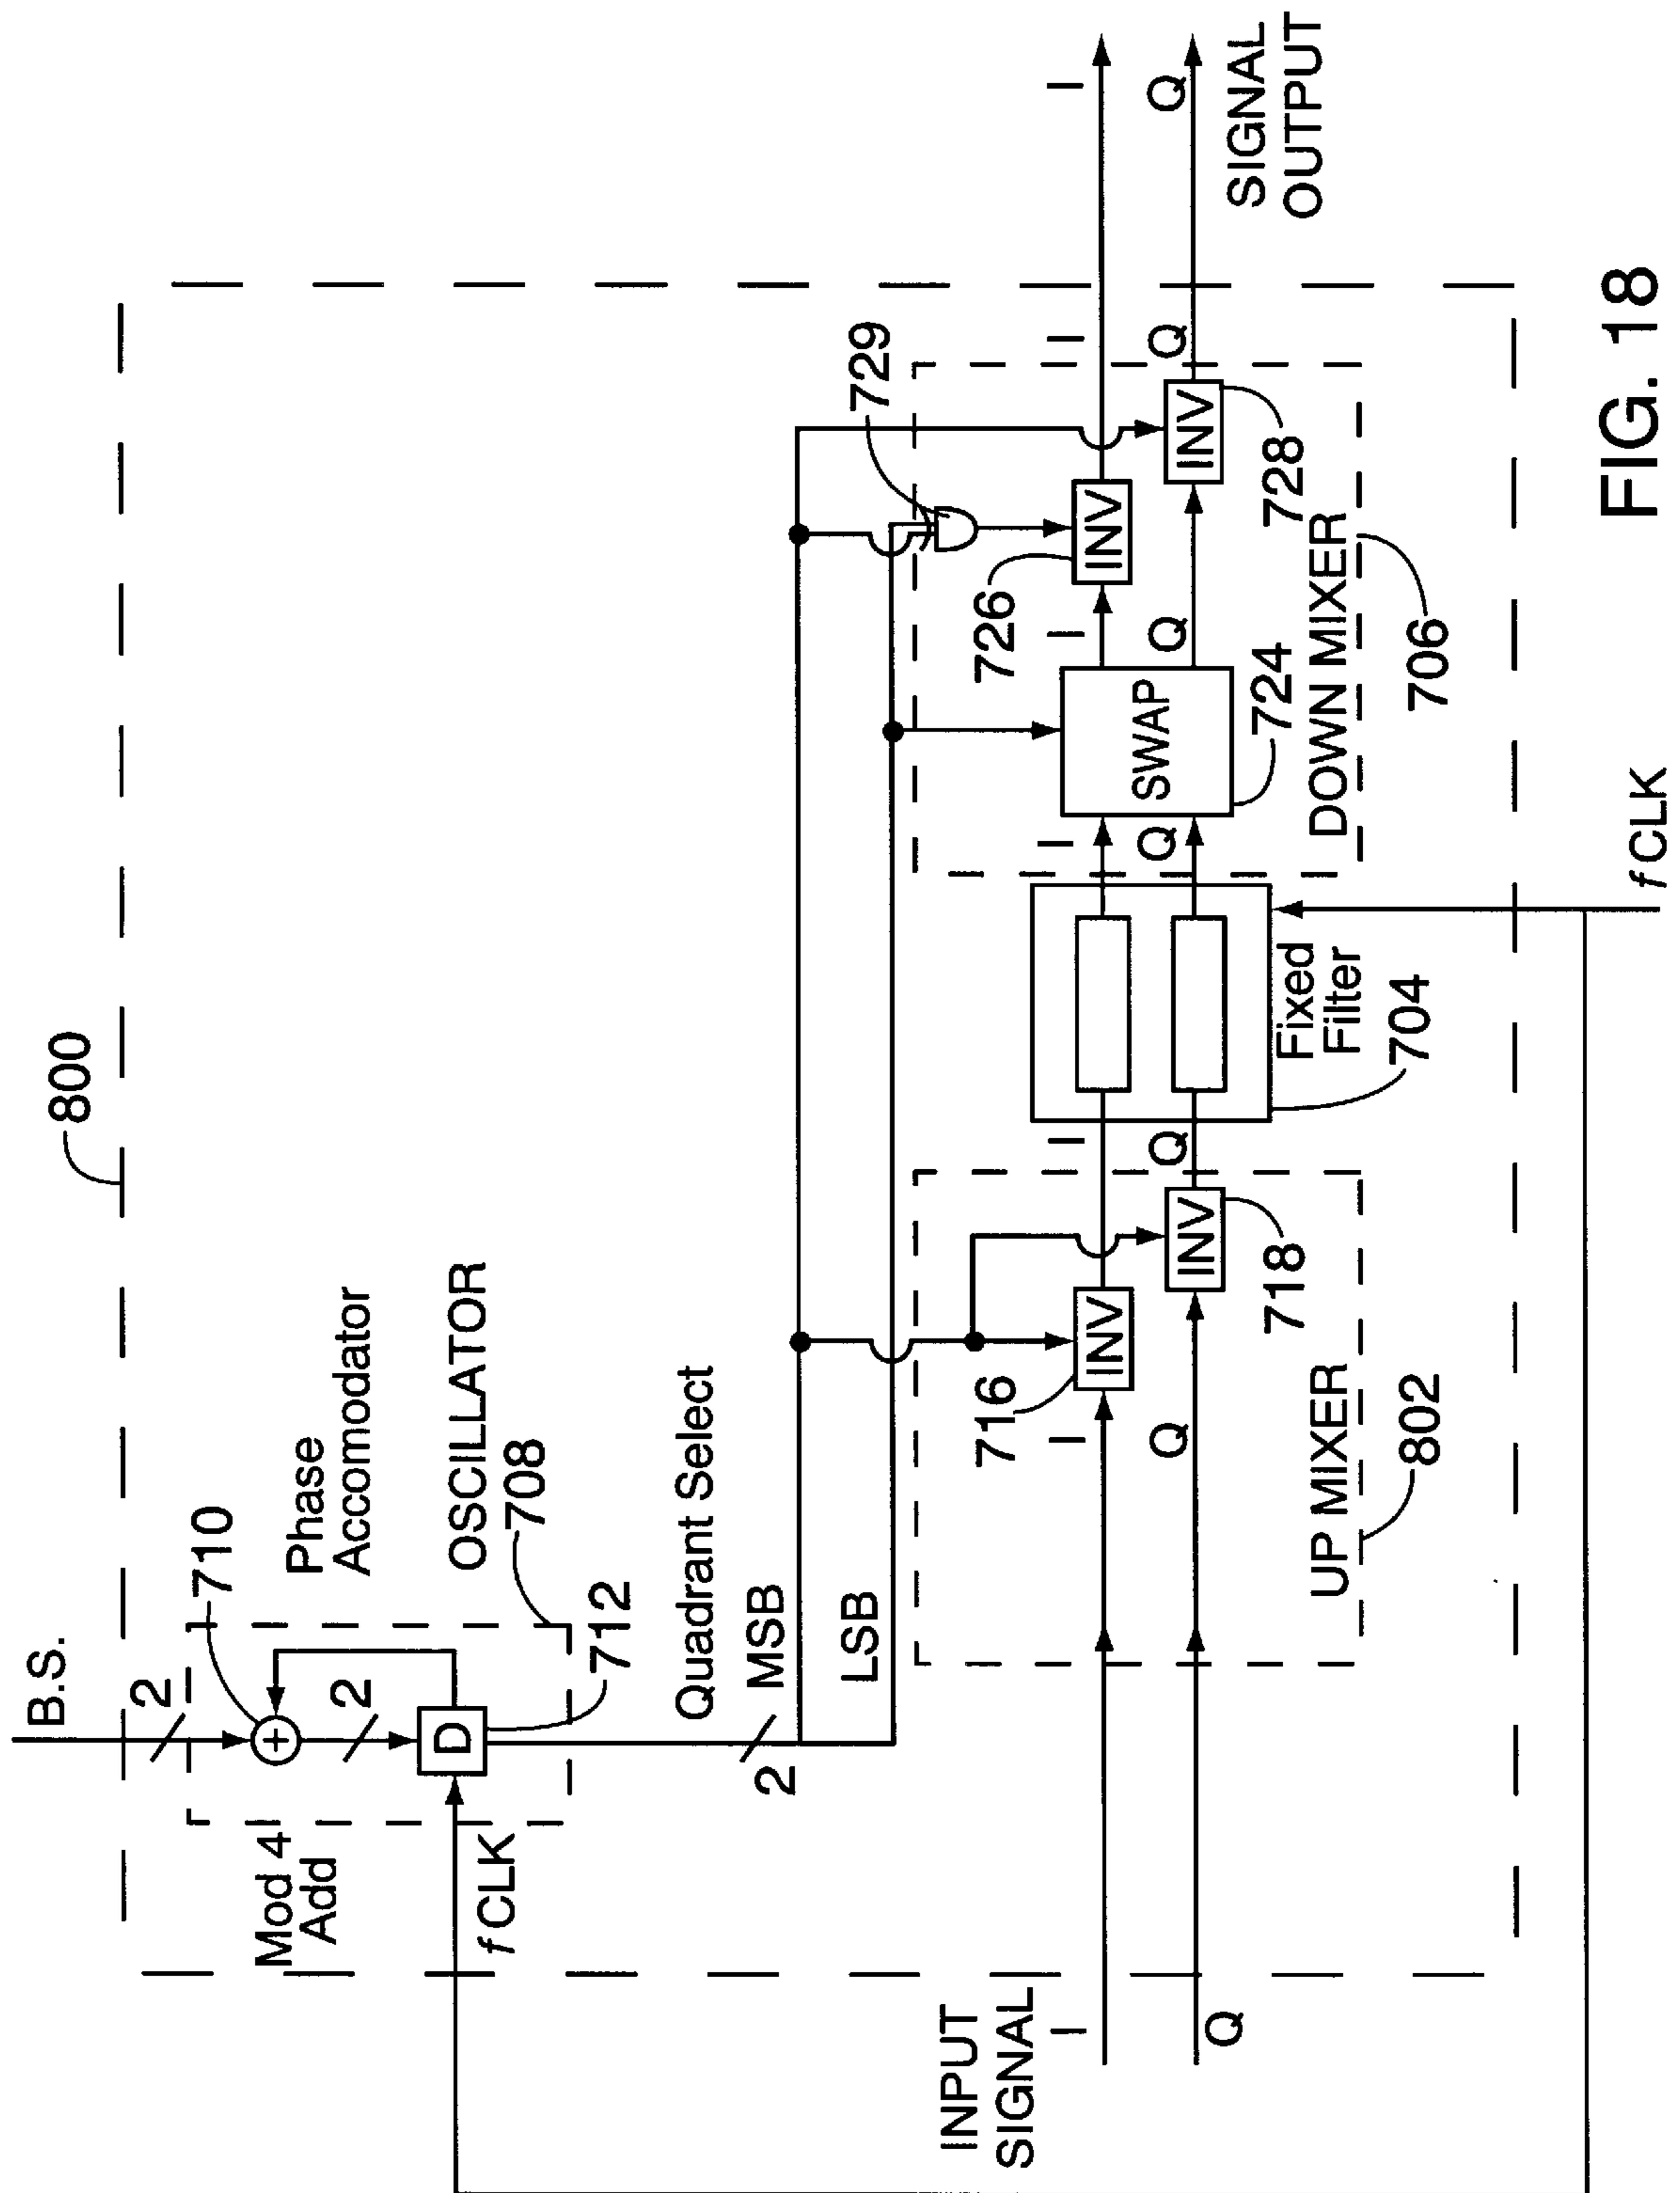 800
B.S.
2
710
Mod 4
Add
2
Phase
Accomodator
D
OSCILLATOR
708
f CLK
712
Quadrant Select
2
MSB
LSB
INPUT
SIGNAL
I
Q
I
Q
716
INV
INV
718
UP MIXER
802
I
Q
Fixed
Filter
704
f CLK
I
Q
SWAP
724
I
Q
726
INV
729
INV
728
DOWN MIXER
706
I
Q
I
Q
SIGNAL
OUTPUT
FIG. 18